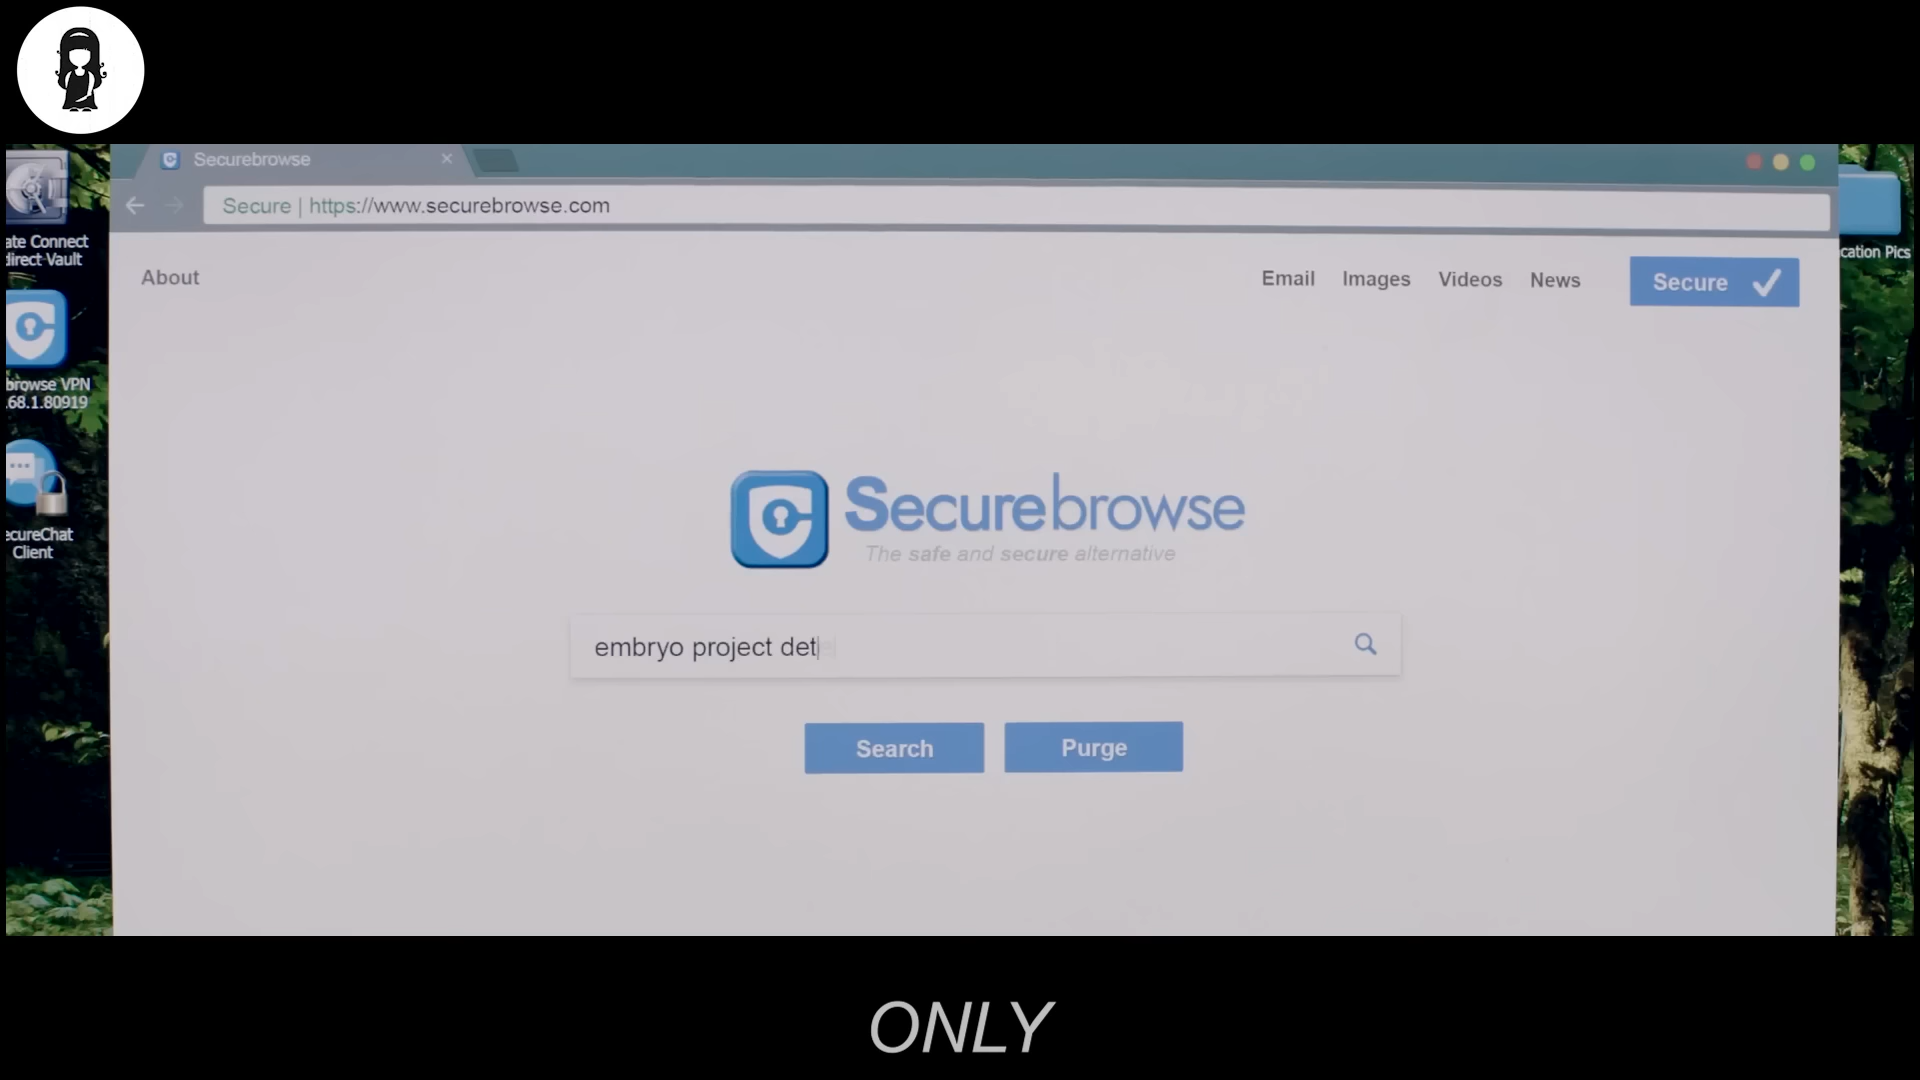 Securebrowse
Secure | https://www.securebrowse.com
ate Connect
direct Vault
cation Pics
About
Email Images Videos News Secure
browse VPN
68.1.80919
Securebrowse
The safe and secure alternative
ecureChat
Client
embryo project det
Search Purge
ONLY